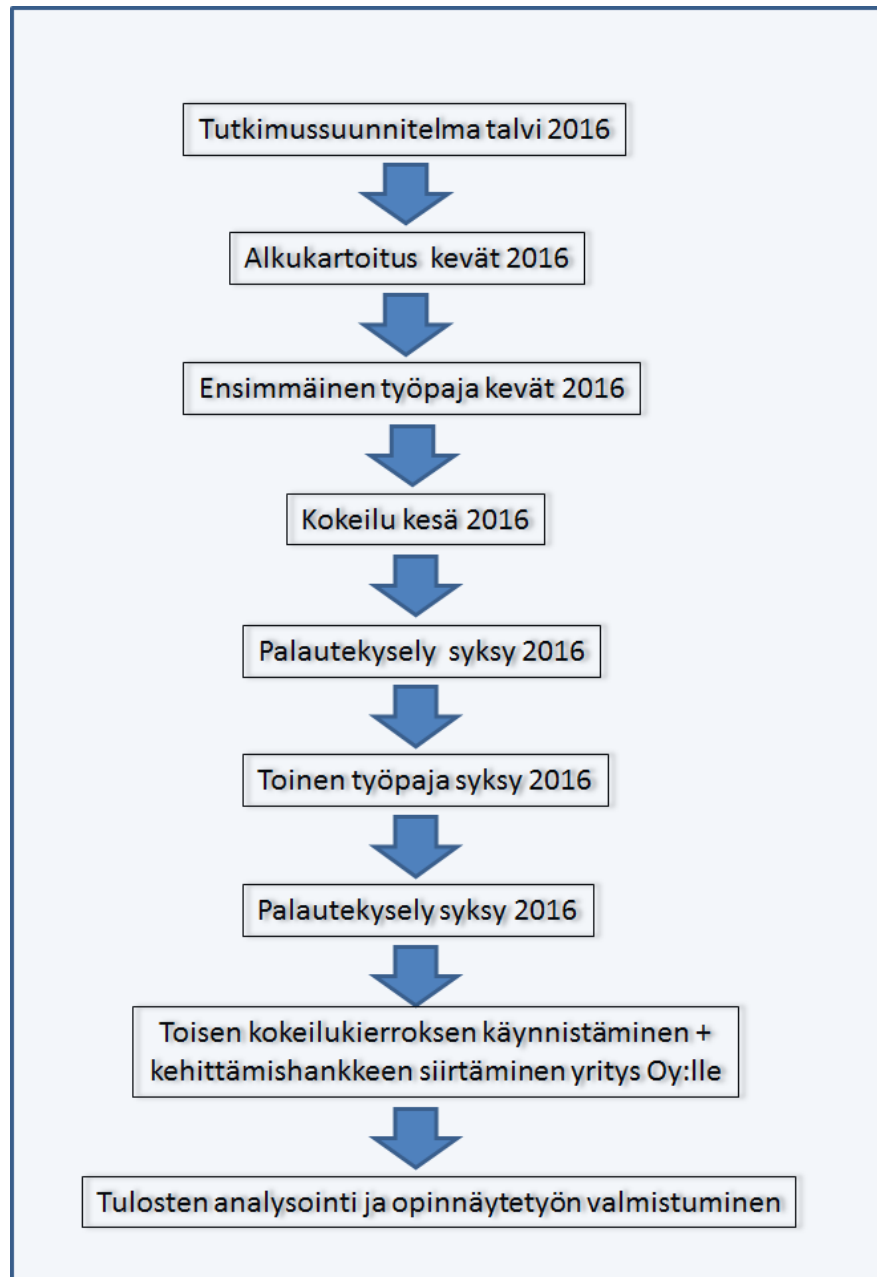 Tutkimussuunnitelma talvi 2016
Alkukartoitus kevät 2016
Ensimmäinen työpaja kevät 2016
Kokeilu kesä 2016
Palautekysely syksy 2016
Toinen työpaja syksy 2016
Palautekysely syksy 2016
Toisen kokeilukierroksen käynnistäminen +
kehittämishankkeen siirtäminen yritys Oy:lle
Tulosten analysointi ja opinnäytetyön valmistuminen